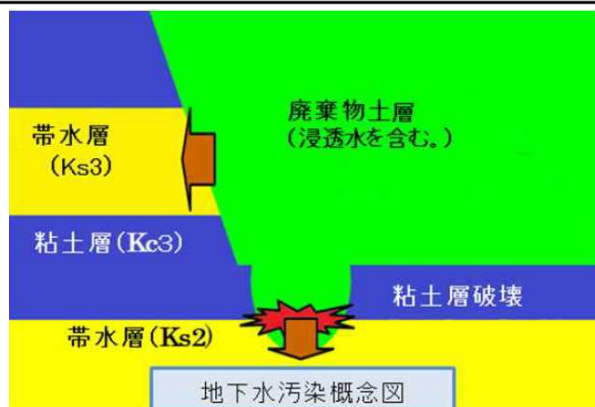 廃棄物土層
(浸透水を含む。)
帯水層
(Ks3)
粘土層(Kc3)
粘土層破壊
帯水層(Ks2)
地下水汚染概念図